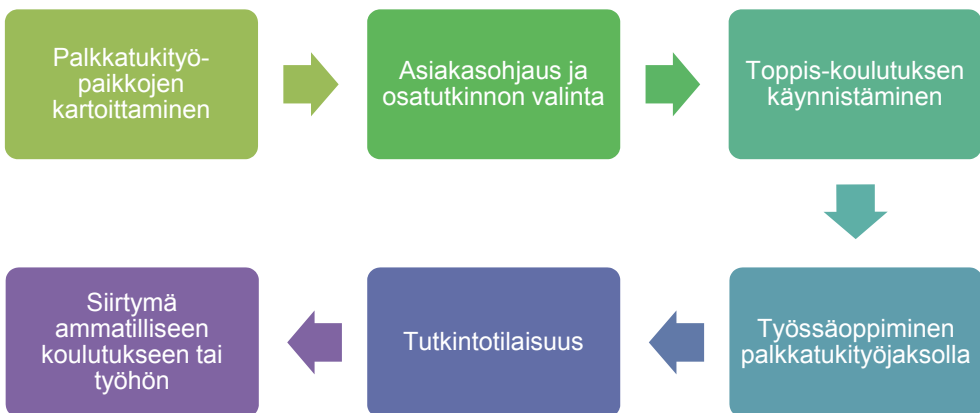 Palkkatukityö-
paikkojen
kartoittaminen
Asiakasohjaus ja
osatutkinnon valinta
Toppis-koulutuksen
käynnistäminen
Työssäoppiminen
palkkatukityöjaksolla
Tutkintotilaisuus
Siirtymä
ammatilliseen
koulutukseen tai
työhön